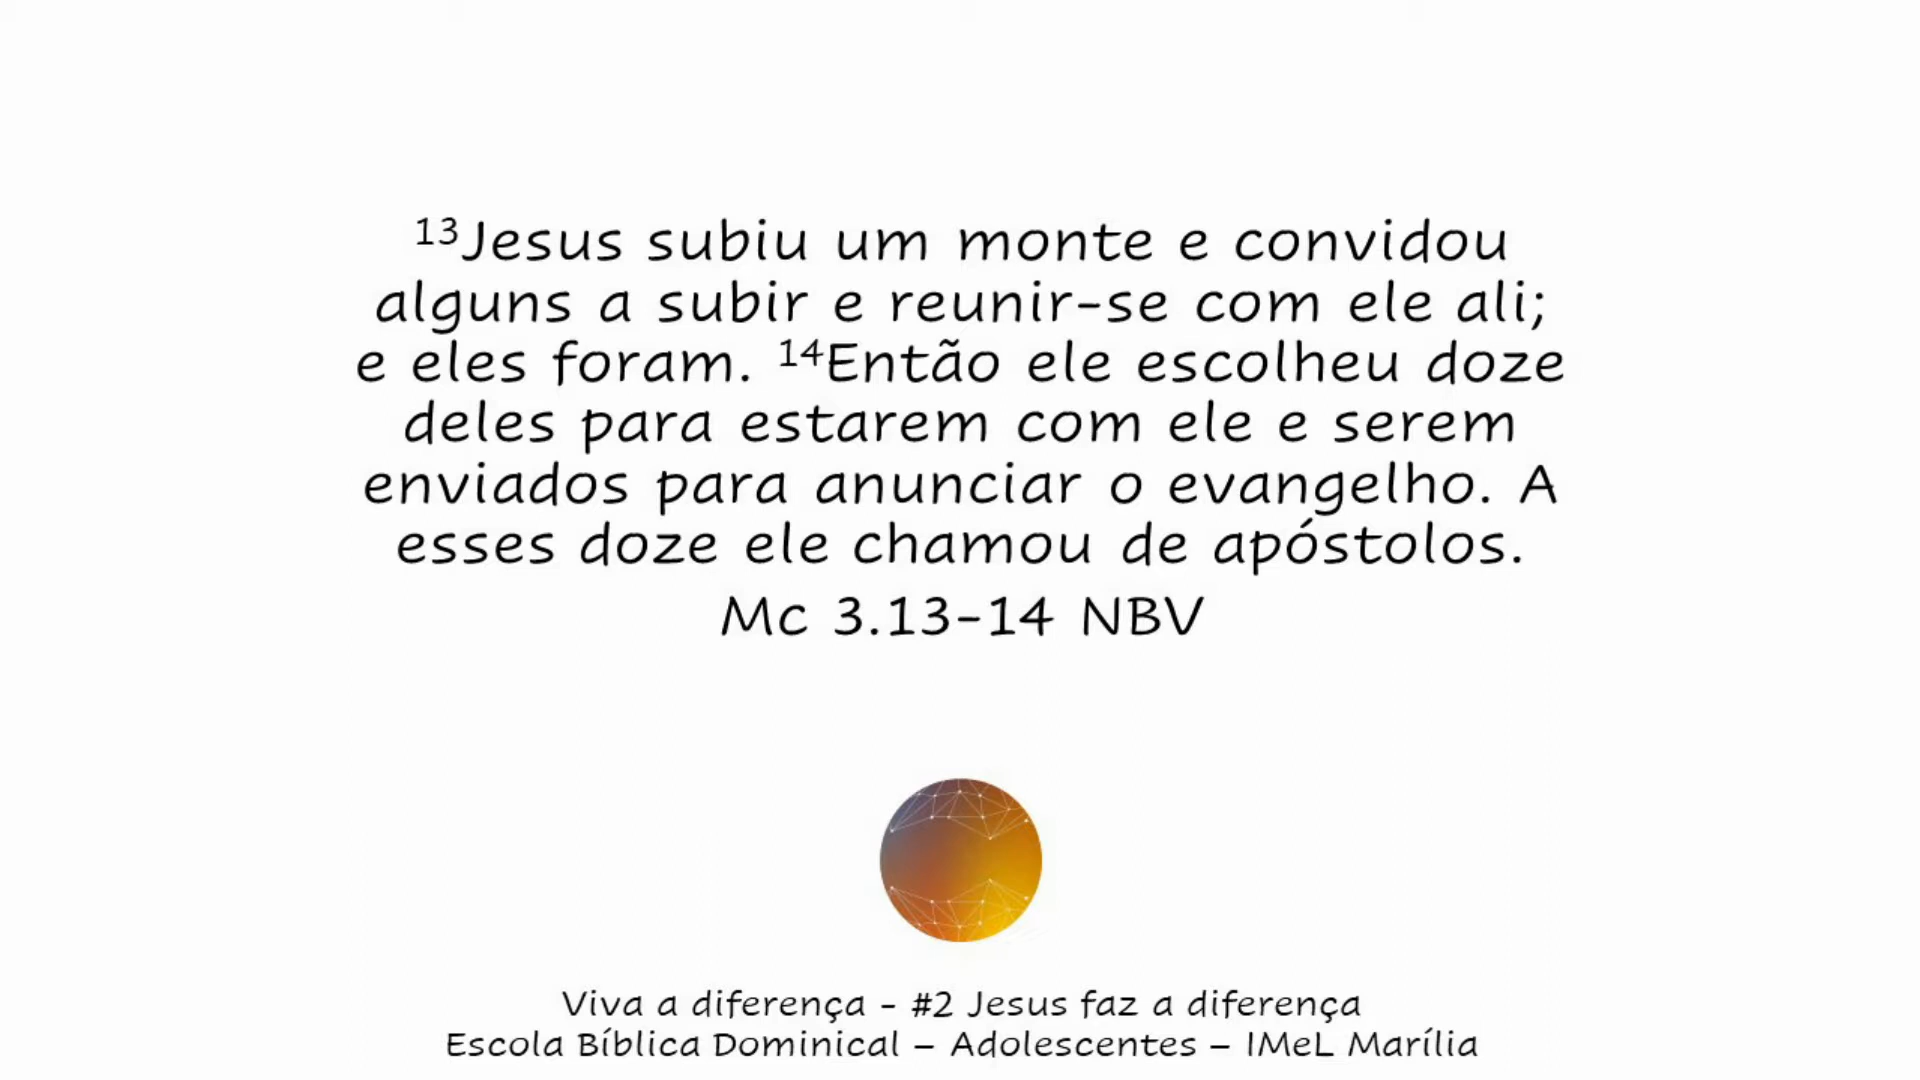 ¹³Jesus subiu um monte e convidou
alguns a subir e reunir-se com ele ali;
e eles foram. ¹⁴Então ele escolheu doze
deles para estarem com ele e serem
enviados para anunciar o evangelho. A
esses doze ele chamou de apóstolos.
Mc 3.13-14 NBV
Viva a diferença - #2 Jesus faz a diferença
Escola Bíblica Dominical – Adolescentes – IMeL Marília